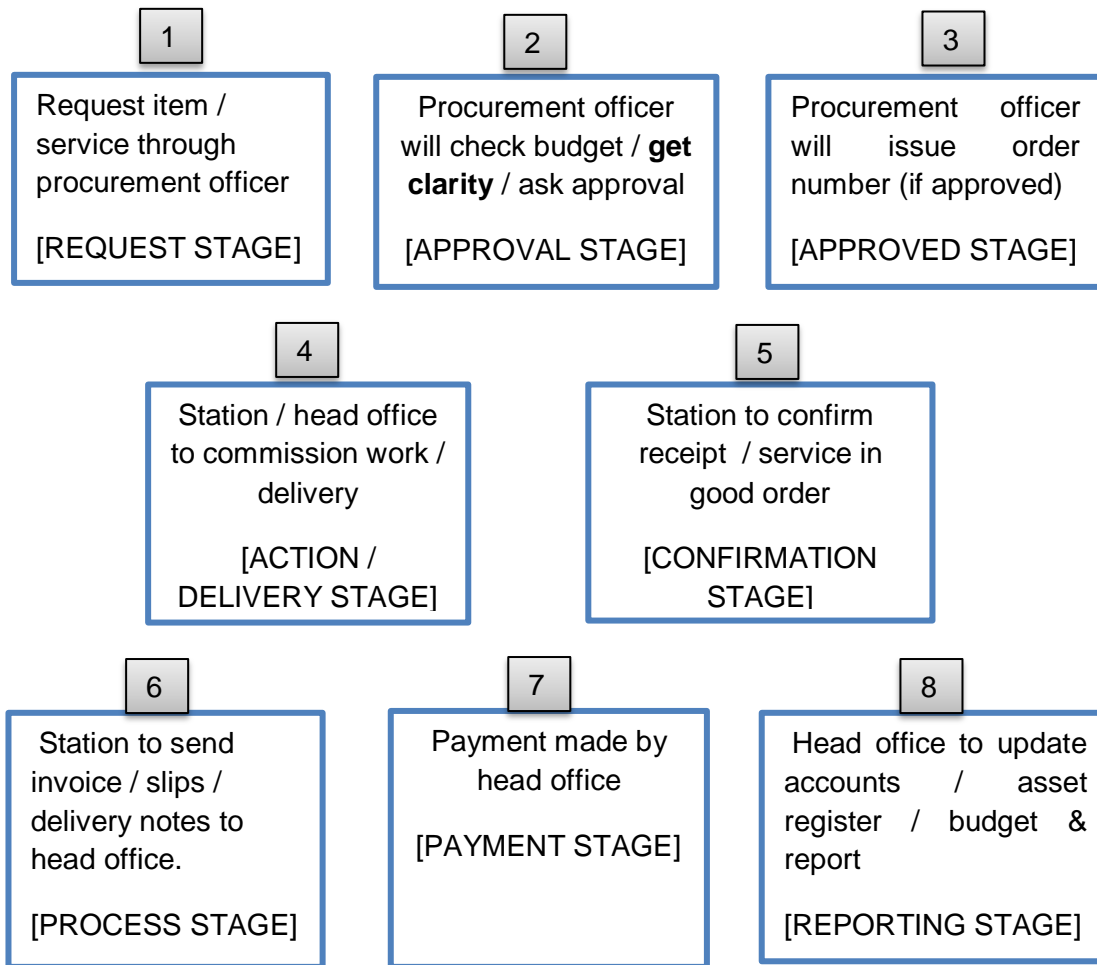 1
Request item /
service through
procurement officer
[REQUEST STAGE]
2
Procurement officer
will check budget / get
clarity / ask approval
[APPROVAL STAGE]
3
Procurement officer
will issue order
number (if approved)
[APPROVED STAGE]
4
Station / head office
to commission work /
delivery
[ACTION /
DELIVERY STAGE]
5
Station to confirm
receipt / service in
good order
[CONFIRMATION
STAGE]
6
Station to send
invoice / slips /
delivery notes to
head office.
[PROCESS STAGE]
7
Payment made by
head office
[PAYMENT STAGE]
8
Head office to update
accounts / asset
register / budget &
report
[REPORTING STAGE]